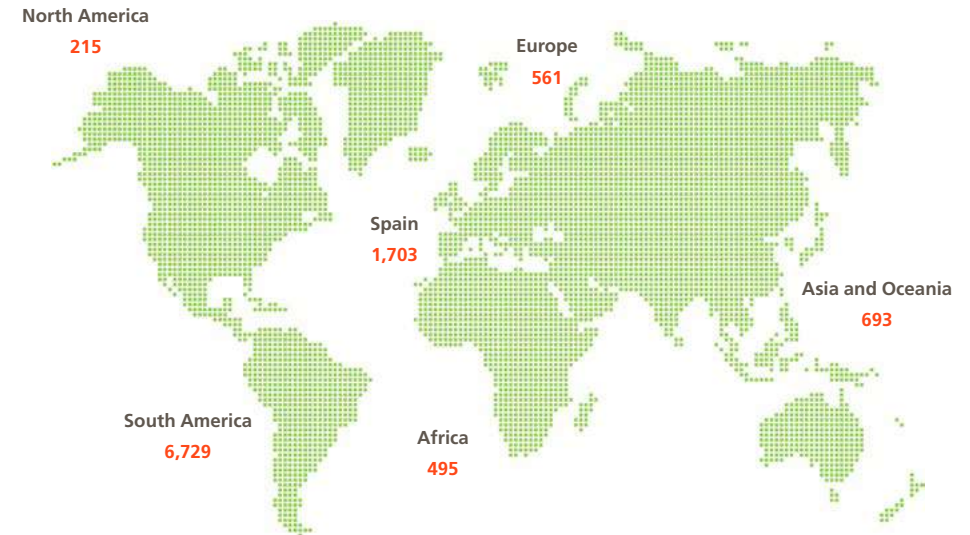 North America
215
Europe
561
Spain
1,703
Asia and Oceania
693
South America
6,729
Africa
495